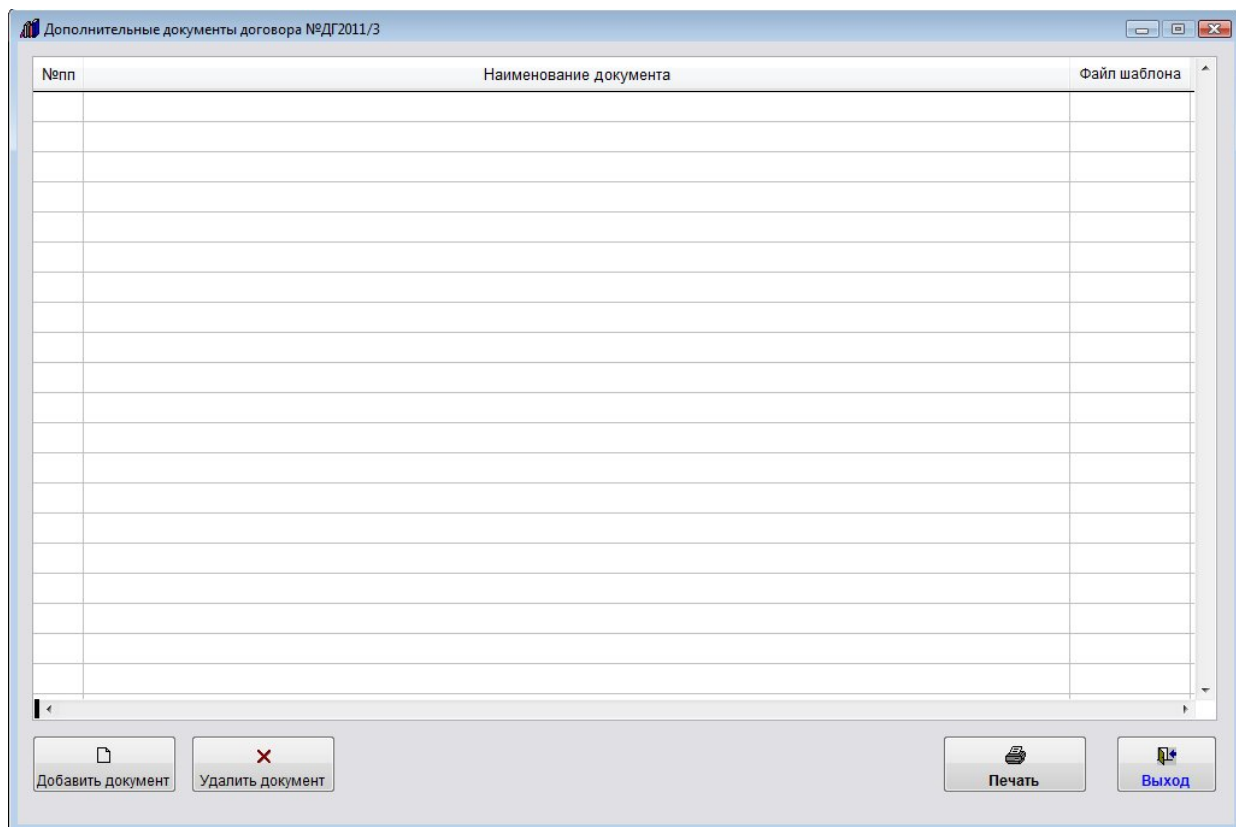 Дополнительные документы договора №ДГ2011/3
№пп Наименование документа Файл шаблона
Добавить документ Удалить документ Печать Выход